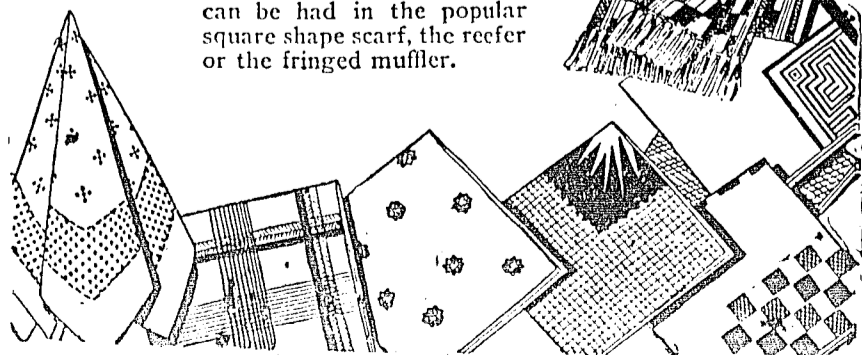 can be had in the popular
square shape scarf, the reefer
or the fringed muffler.